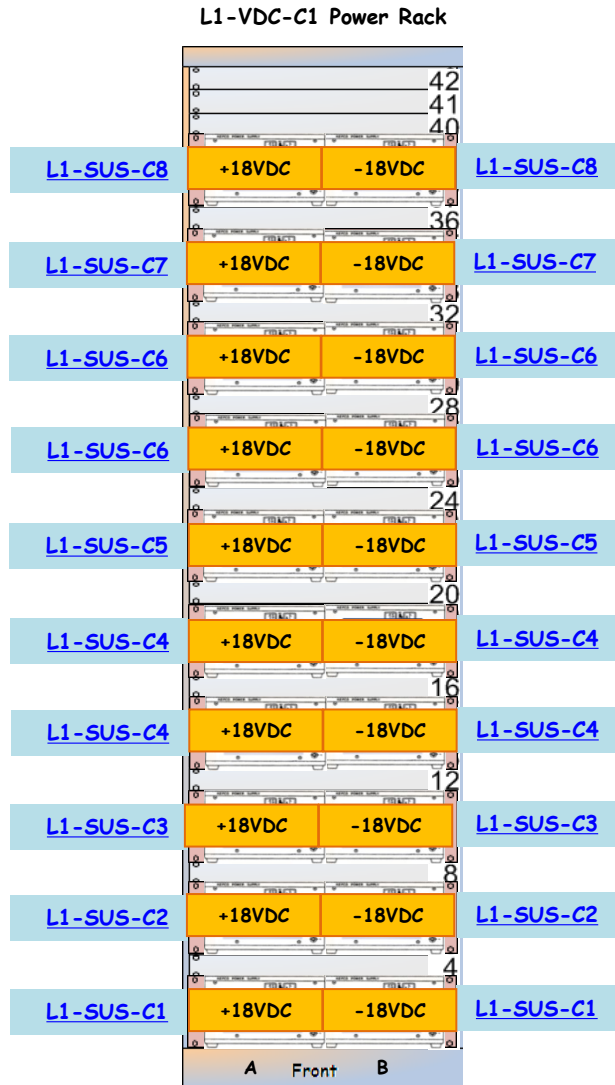 L1-VDC-C1 Power Rack
42
41
40
L1-SUS-C8 +18VDC -18VDC L1-SUS-C8
36
L1-SUS-C7 +18VDC -18VDC L1-SUS-C7
32
L1-SUS-C6 +18VDC -18VDC L1-SUS-C6
28
L1-SUS-C6 +18VDC -18VDC L1-SUS-C6
24
L1-SUS-C5 +18VDC -18VDC L1-SUS-C5
20
L1-SUS-C4 +18VDC -18VDC L1-SUS-C4
16
L1-SUS-C4 +18VDC -18VDC L1-SUS-C4
12
L1-SUS-C3 +18VDC -18VDC L1-SUS-C3
8
L1-SUS-C2 +18VDC -18VDC L1-SUS-C2
4
L1-SUS-C1 +18VDC -18VDC L1-SUS-C1
A Front B